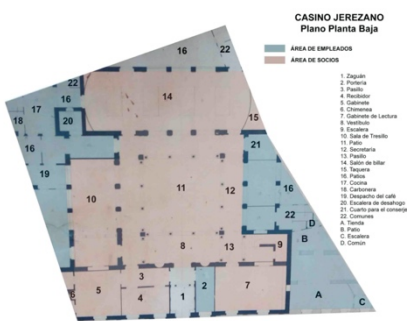 CASINO JEREZANO
Plano Planta Baja
ÁREA DE EMPLEADOS
ÁREA DE SOCIOS
1. Zaguán
2. Portería
3. Pasillo
4. Recibidor
5. Gabinete
6. Chimenea
7. Gabinete de Lectura
8. Vestíbulo
9. Escalera
10. Sala de Tresillo
11. Patio
12. Secretaría
13. Pasillo
14. Salón de billar
15. Taquera
16. Patios
17. Cocina
18. Carbonera
19. Despacho del café
20. Escalera de desahogo
21. Cuarto para el conserje
22. Comunes
A. Tienda
B. Patio
C. Escalera
D. Común
16
22
22
14
17
16
18
20
15
16
21
19
16
10
11
12
22
D
B
8
13
9
3
5
4
1
2
7
6
A
C